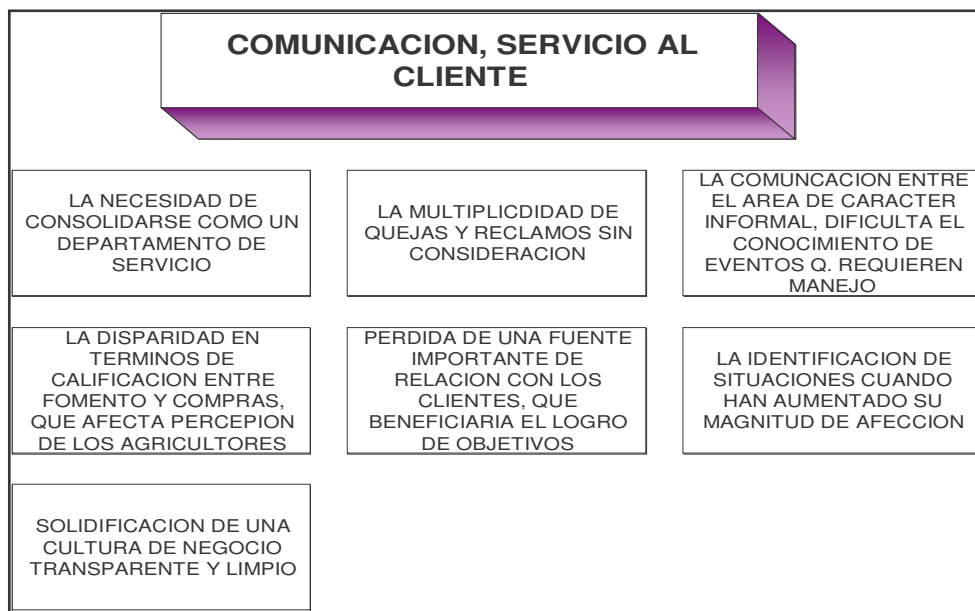 COMUNICACION, SERVICIO AL
CLIENTE
LA NECESIDAD DE
CONSOLIDARSE COMO UN
DEPARTAMENTO DE
SERVICIO
LA MULTIPLICDIDAD DE
QUEJAS Y RECLAMOS SIN
CONSIDERACION
LA COMUNCACION ENTRE
EL AREA DE CARACTER
INFORMAL, DIFICULTA EL
CONOCIMIENTO DE
EVENTOS Q. REQUIEREN
MANEJO
LA DISPARIDAD EN
TERMINOS DE
CALIFICACION ENTRE
FOMENTO Y COMPRAS,
QUE AFECTA PERCEPION
DE LOS AGRICULTORES
PERDIDA DE UNA FUENTE
IMPORTANTE DE
RELACION CON LOS
CLIENTES, QUE
BENEFICIARIA EL LOGRO
DE OBJETIVOS
LA IDENTIFICACION DE
SITUACIONES CUANDO
HAN AUMENTADO SU
MAGNITUD DE AFECCION
SOLIDIFICACION DE UNA
CULTURA DE NEGOCIO
TRANSPARENTE Y LIMPIO